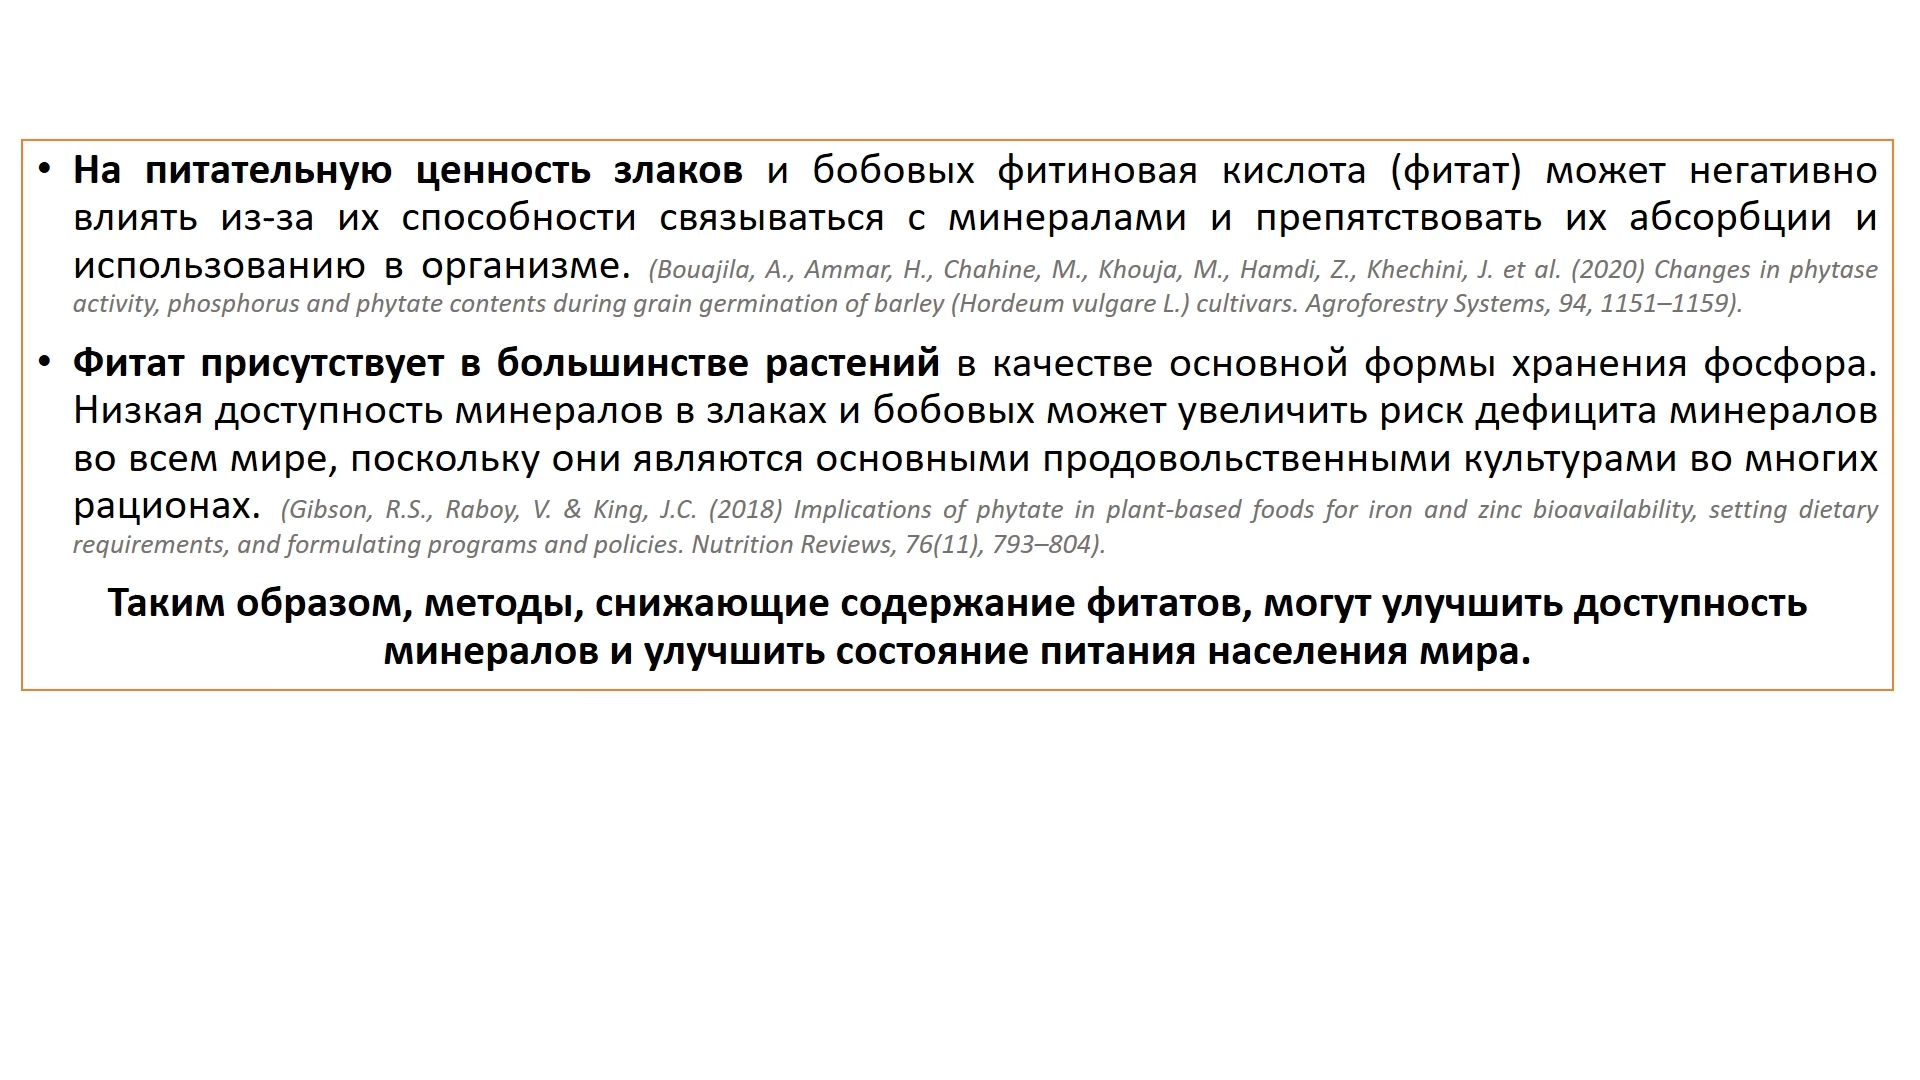 • На питательную ценность злаков и бобовых фитиновая кислота (фитат) может негативно
влиять из-за их способности связываться с минералами и препятствовать их абсорбции и
использованию в организме. (Bouajila, A., Ammar, H., Chahine, M., Khouja, M., Hamdi, Z., Khechini, J. et al. (2020) Changes in phytase
activity, phosphorus and phytate contents during grain germination of barley (Hordeum vulgare L.) cultivars. Agroforestry Systems, 94, 1151–1159).
• Фитат присутствует в большинстве растений в качестве основной формы хранения фосфора.
Низкая доступность минералов в злаках и бобовых может увеличить риск дефицита минералов
во всем мире, поскольку они являются основными продовольственными культурами во многих
рационах. (Gibson, R.S., Raboy, V. & King, J.C. (2018) Implications of phytate in plant-based foods for iron and zinc bioavailability, setting dietary
requirements, and formulating programs and policies. Nutrition Reviews, 76(11), 793–804).
Таким образом, методы, снижающие содержание фитатов, могут улучшить доступность
минералов и улучшить состояние питания населения мира.